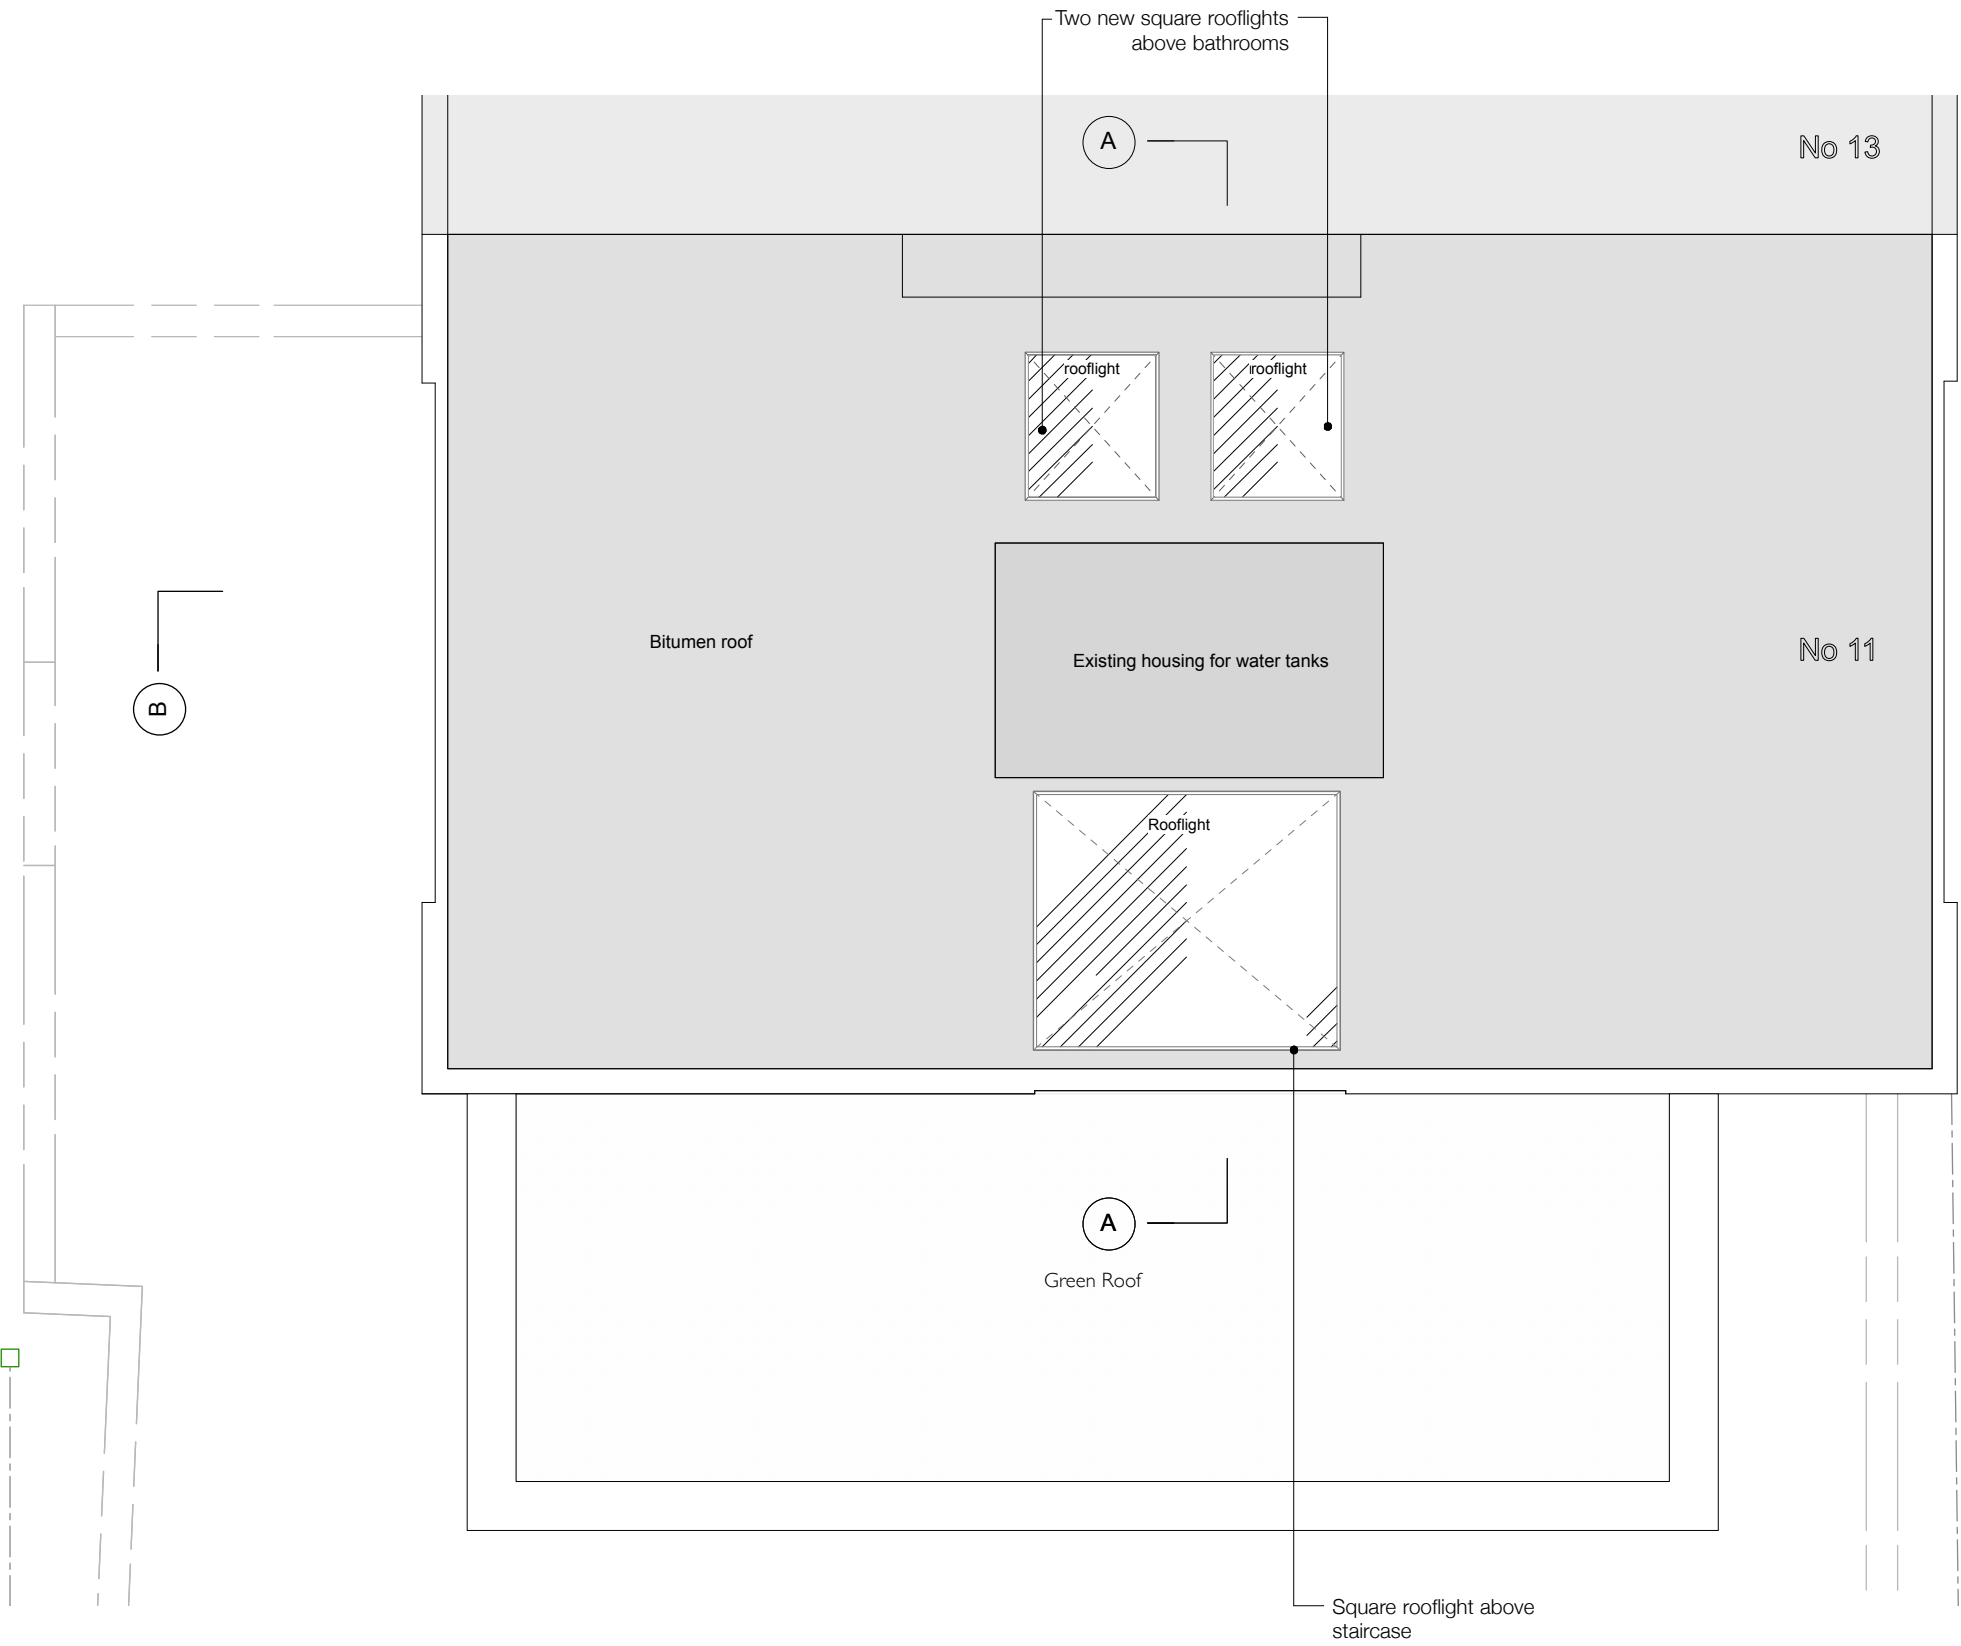 Two new square rooflights
above bathrooms
A
No 13
rooflight
rooflight
Bitumen roof
Existing housing for water tanks
No 11
B
Rooflight
A
Green Roof
Square rooflight above
staircase